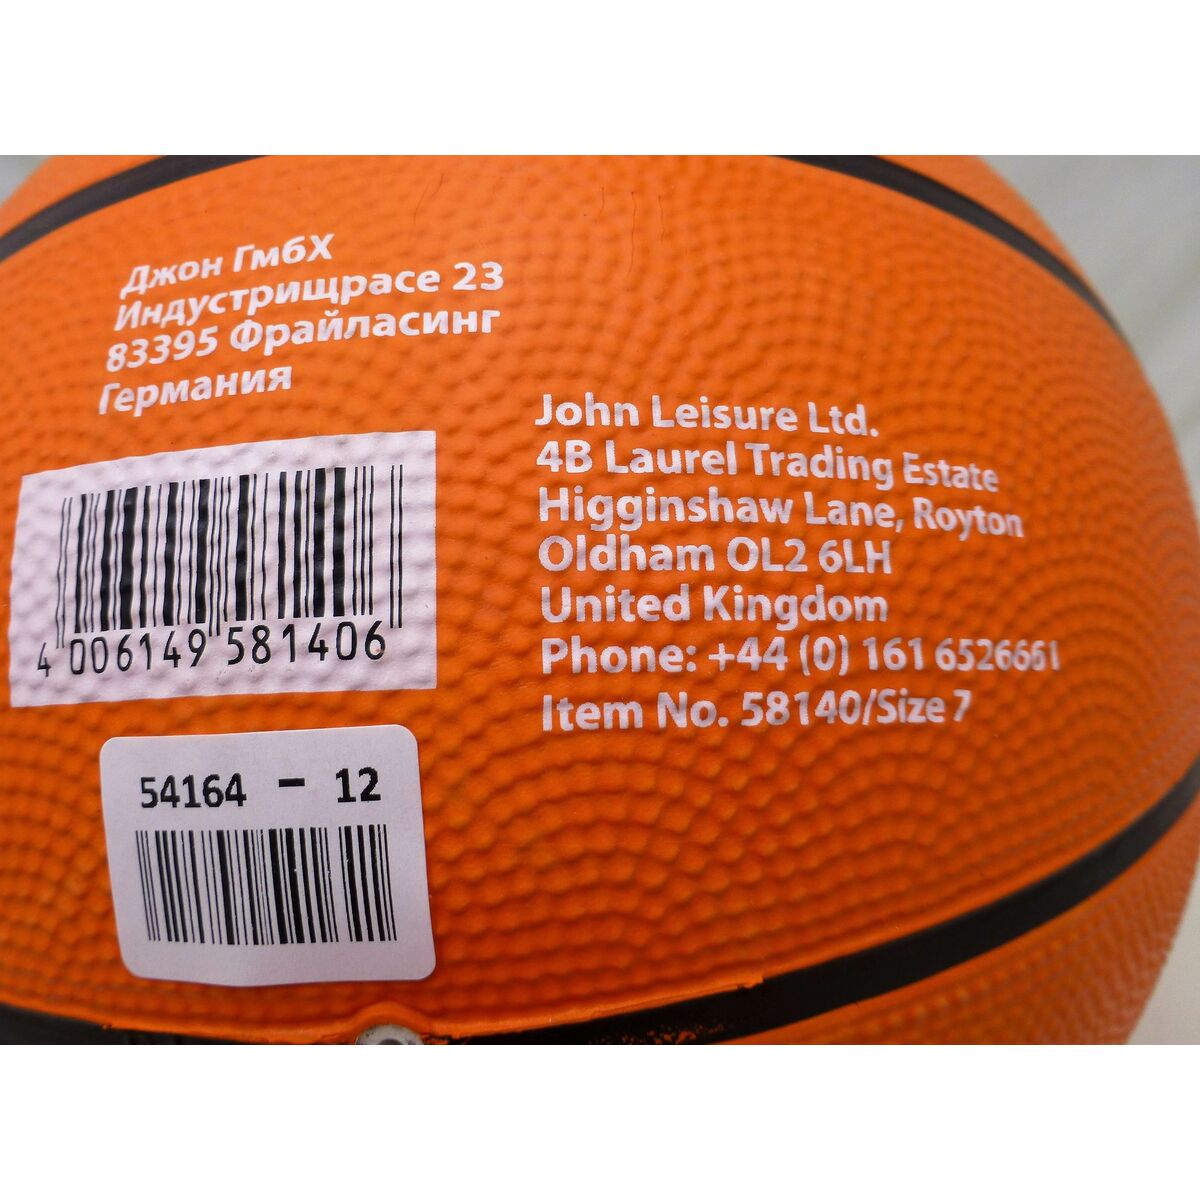 Джон ГмбХ
Индустрищрасе 23
83395 Фрайласинг
Германия
4 006149 581406
54164 - 12
John Leisure Ltd.
4B Laurel Trading Estate
Higginshaw Lane, Royton
Oldham OL2 6LH
United Kingdom
Phone: +44 (0) 161 6526661
Item No. 58140/Size 7